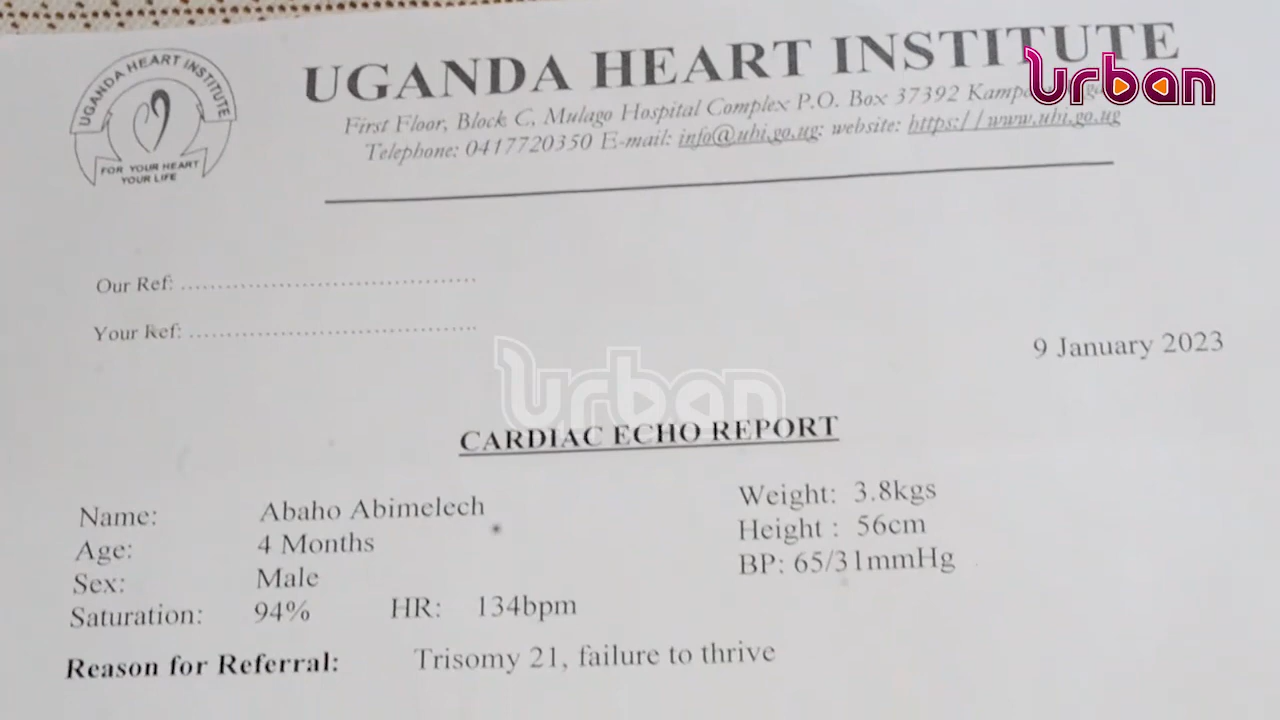 Urban
UGANDA HEART INSTITUTE
First Floor, Block C, Mulago Hospital Complex P.O. Box 37392
Telephone: 0417720350 E-mail: info@uhi.go.ug; website: https://www.uhi.go.ug
UGANDA HEART INSTITUTE
FOR YOUR HEART
YOUR LIFE
Our Ref: ........................................
Your Ref: ........................................
9 January 2023
Urban
CARDIAC ECHO REPORT
Name: Abaho Abimelech Weight: 3.8kgs
Age: 4 Months Height : 56cm
Sex: Male BP: 65/31mmHg
Saturation: 94% HR: 134bpm
Reason for Referral: Trisomy 21, failure to thrive